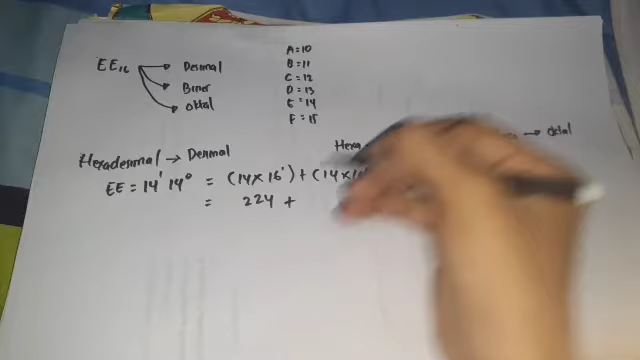 EE16
Desimal
Biner
Oktal
A=10
B=11
C=12
D=13
E=14
F=15
Hexadesimal → Desimal
EE = 14¹ 14⁰ = (14 × 16¹) + (14 ×
= 224 +
Hexa
→ Oktal